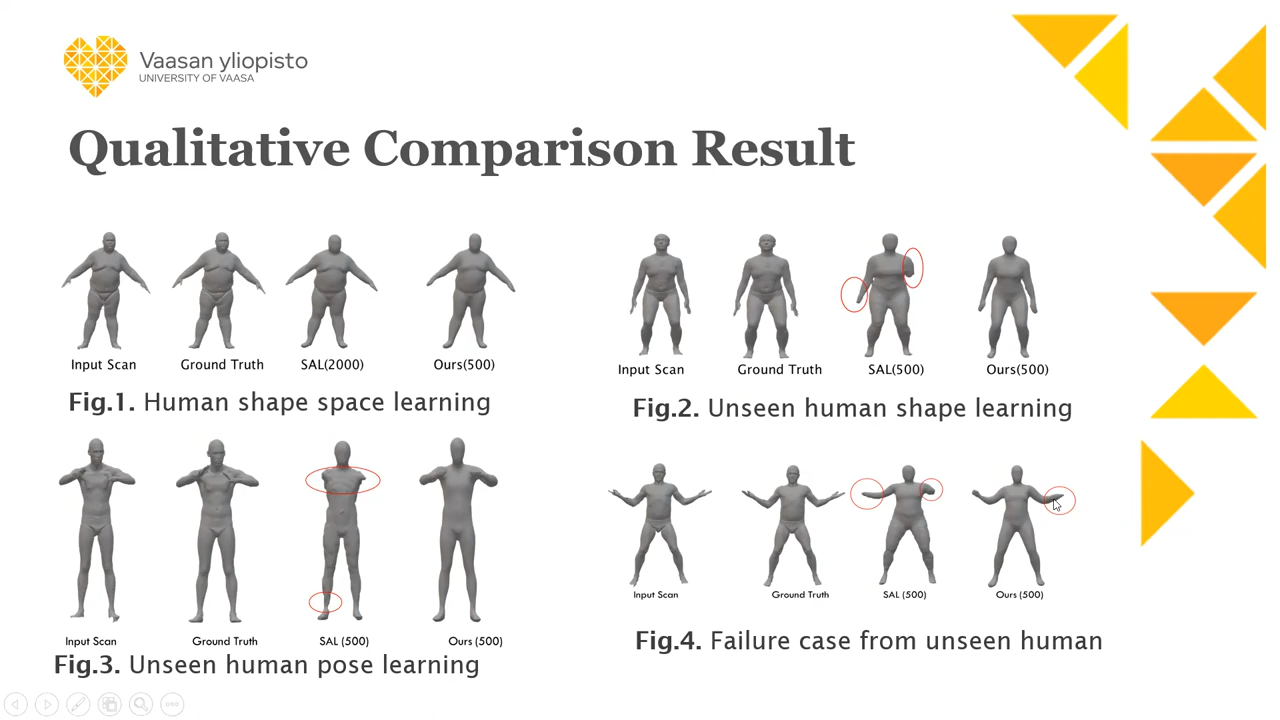 Vaasan yliopisto
UNIVERSITY OF VAASA
Qualitative Comparison Result
Input Scan Ground Truth SAL(2000) Ours(500)
Fig.1. Human shape space learning
Input Scan Ground Truth SAL(500) Ours(500)
Fig.2. Unseen human shape learning
Input Scan Ground Truth SAL (500) Ours (500)
Fig.3. Unseen human pose learning
Input Scan Ground Truth SAL (500) Ours (500)
Fig.4. Failure case from unseen human